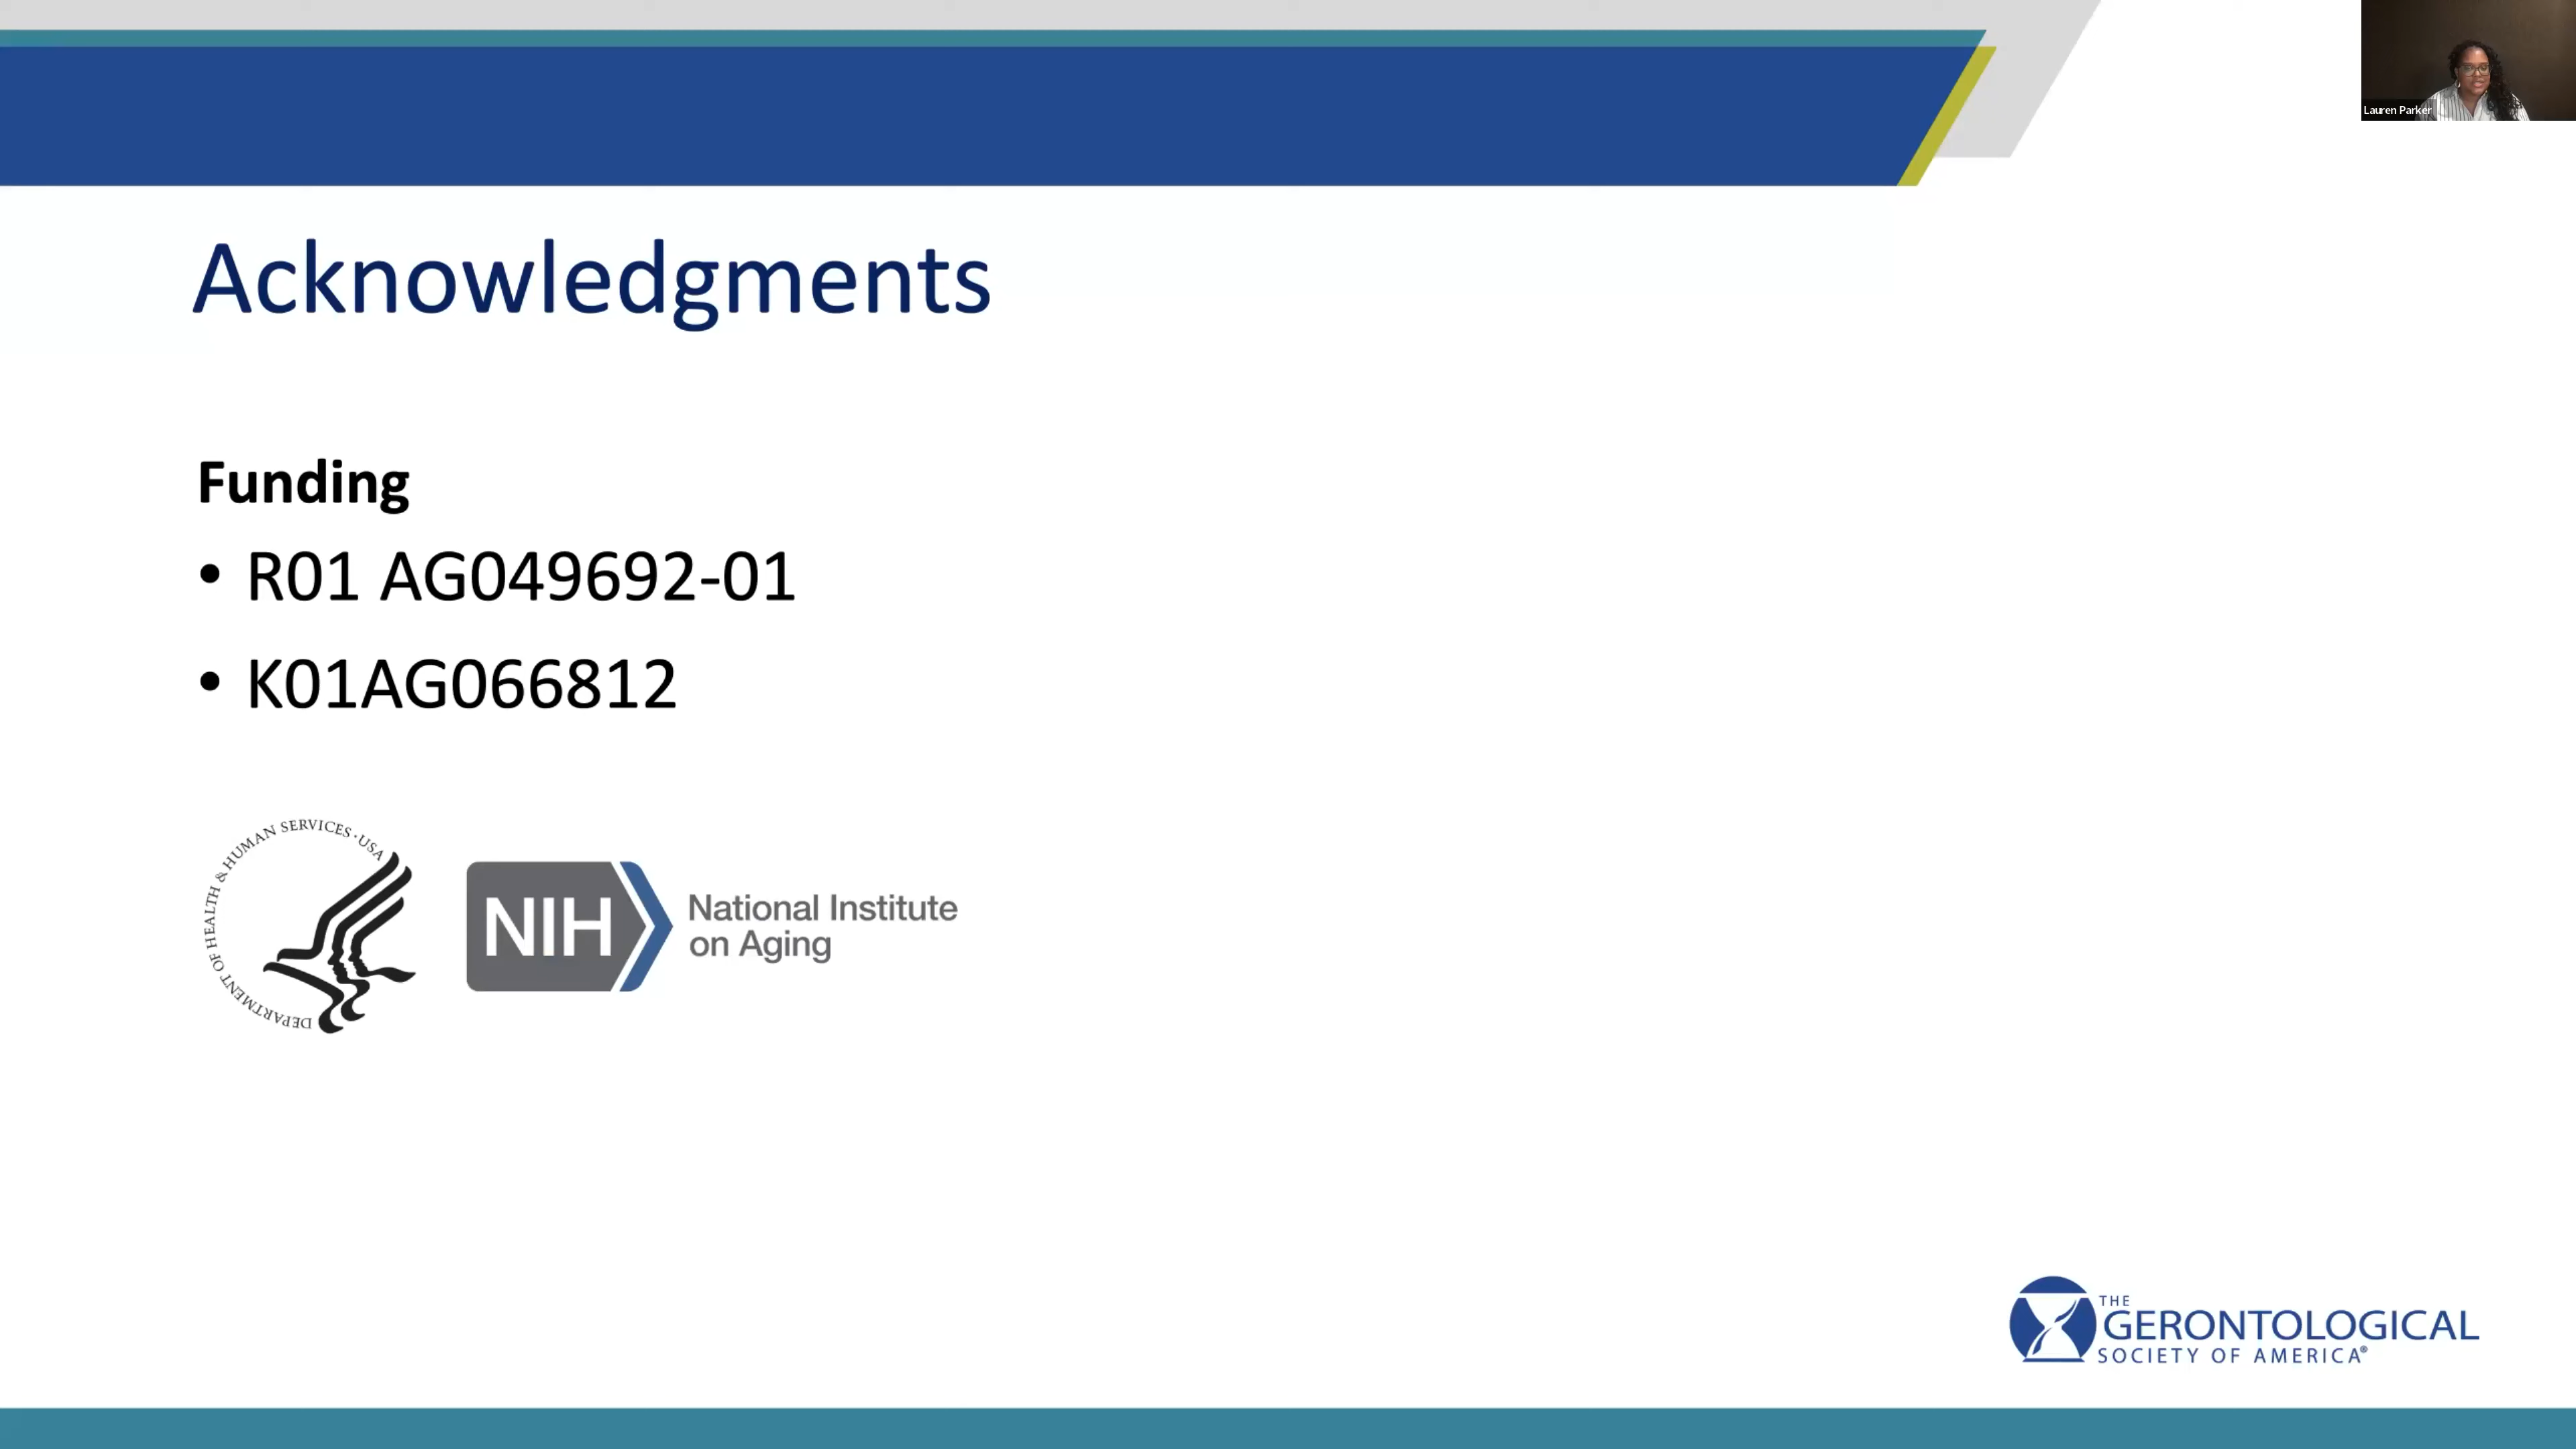 Lauren Parker
Acknowledgments
Funding
• R01 AG049692-01
• K01AG066812
DEPARTMENT OF HEALTH & HUMAN SERVICES · USA
NIH
National Institute
on Aging
THE
GERONTOLOGICAL
SOCIETY OF AMERICA®